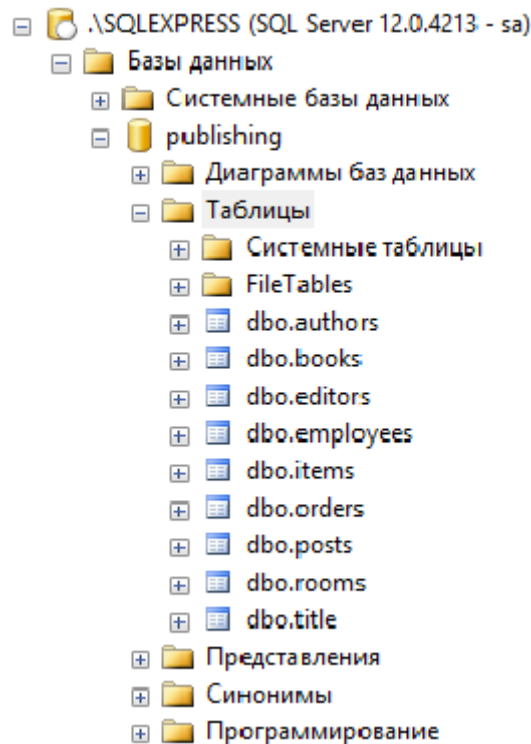 .\SQLEXPRESS (SQL Server 12.0.4213 - sa)
Базы данных
Системные базы данных
publishing
Диаграммы баз данных
Таблицы
Системные таблицы
FileTables
dbo.authors
dbo.books
dbo.editors
dbo.employees
dbo.items
dbo.orders
dbo.posts
dbo.rooms
dbo.title
Представления
Синонимы
Программирование